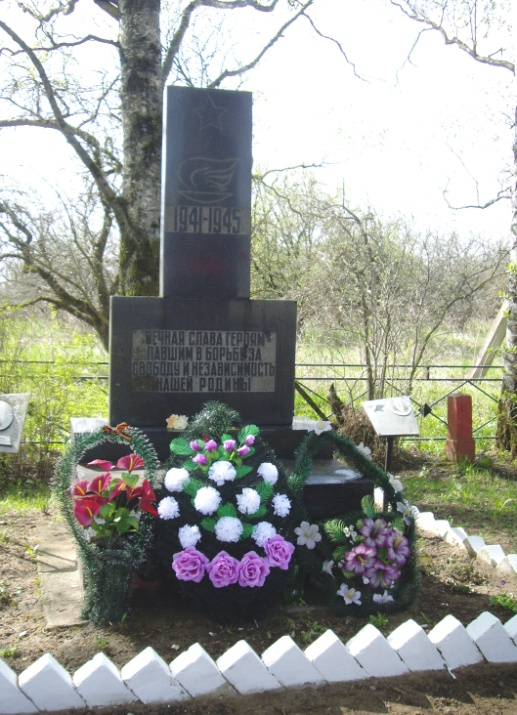 1941-1945
ВЕЧНАЯ СЛАВА ГЕРОЯМ
ПАВШИМ В БОРЬБЕ ЗА
СВОБОДУ И НЕЗАВИСИМОСТЬ
НАШЕЙ РОДИНЫ